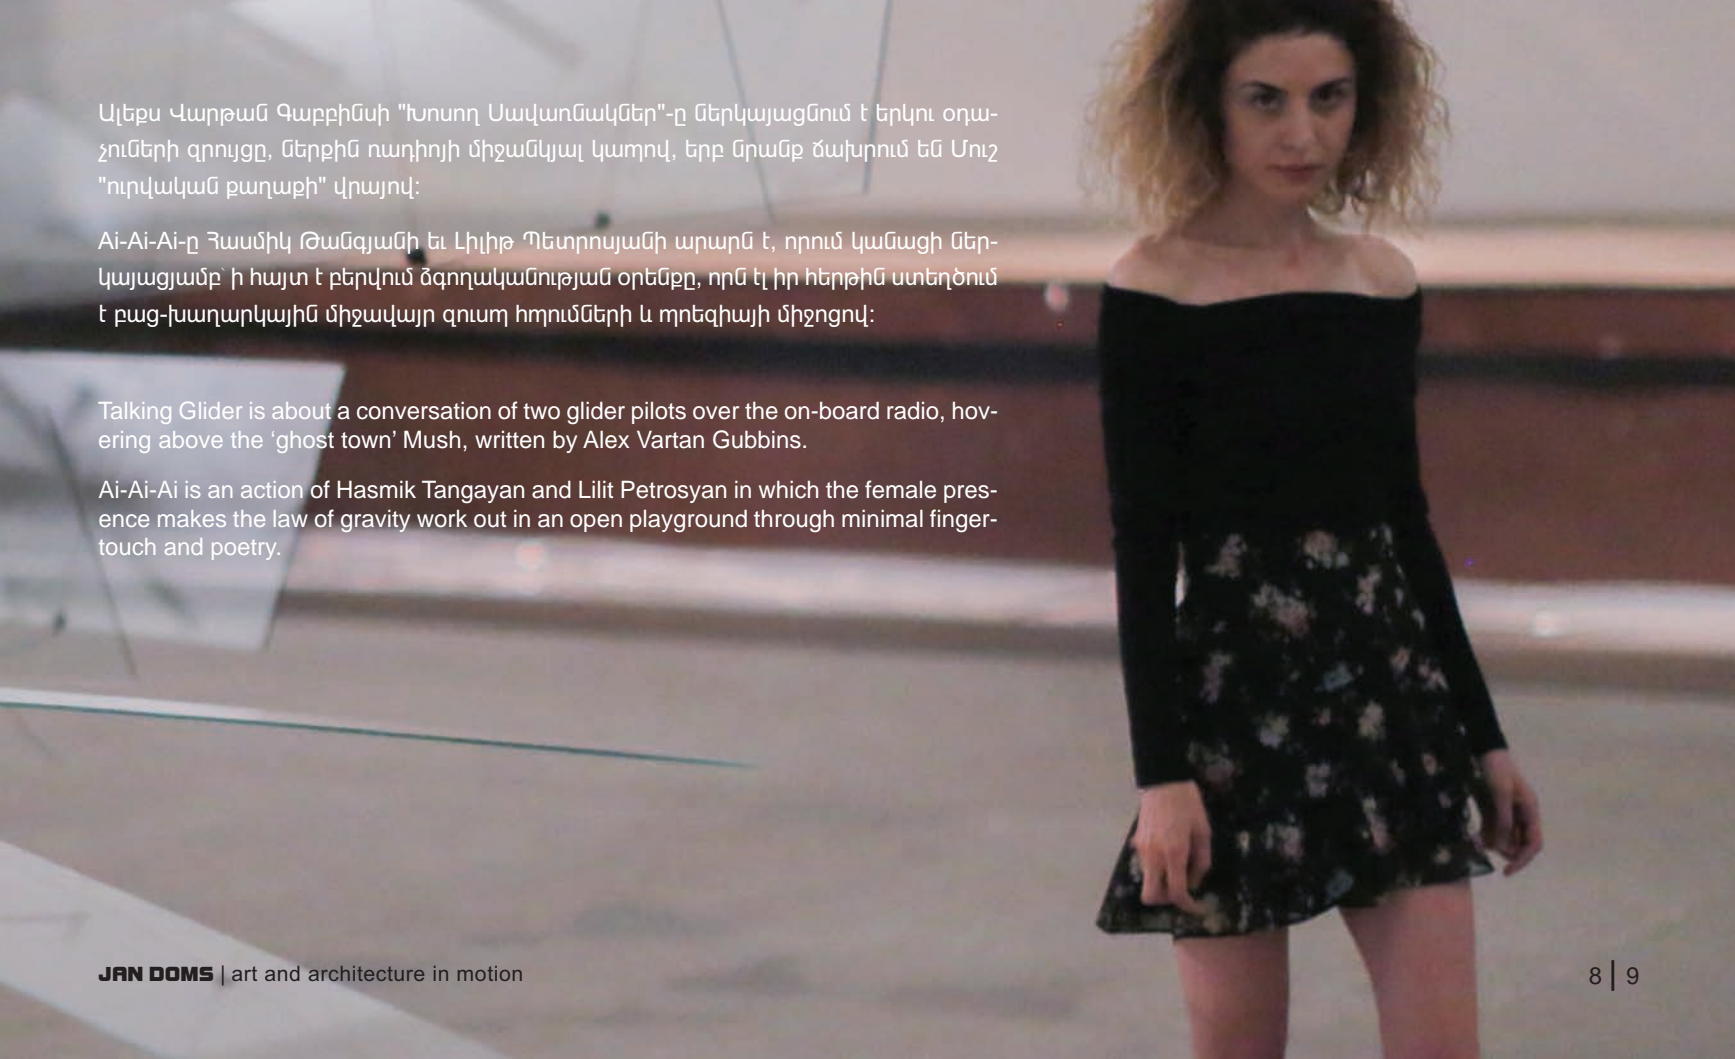 Ալեքս Վարթան Գաբբինսի "Խոսող Սավառնակներ"-ը ներկայացնում է երկու օդա-
չուների զրույցը, ներքին ռադիոյի միջանկյալ կապով, երբ նրանք ճախրում են Մուշ
"ուրվական քաղաքի" վրայով:
Ai-Ai-Ai-ը Հասմիկ Թանգյանի եւ Լիլիթ Պետրոսյանի արարն է, որում կանացի ներ-
կայացյամբ՝ ի հայտ է բերվում ձգողականության օրենքը, որն էլ իր հերթին ստեղծում
է բաց-խաղարկային միջավայր զուսպ հպումների և պոեզիայի միջոցով:
Talking Glider is about a conversation of two glider pilots over the on-board radio, hov-
ering above the ‘ghost town’ Mush, written by Alex Vartan Gubbins.
Ai-Ai-Ai is an action of Hasmik Tangayan and Lilit Petrosyan in which the female pres-
ence makes the law of gravity work out in an open playground through minimal finger-
touch and poetry.
JAN DOMS | art and architecture in motion
8 | 9